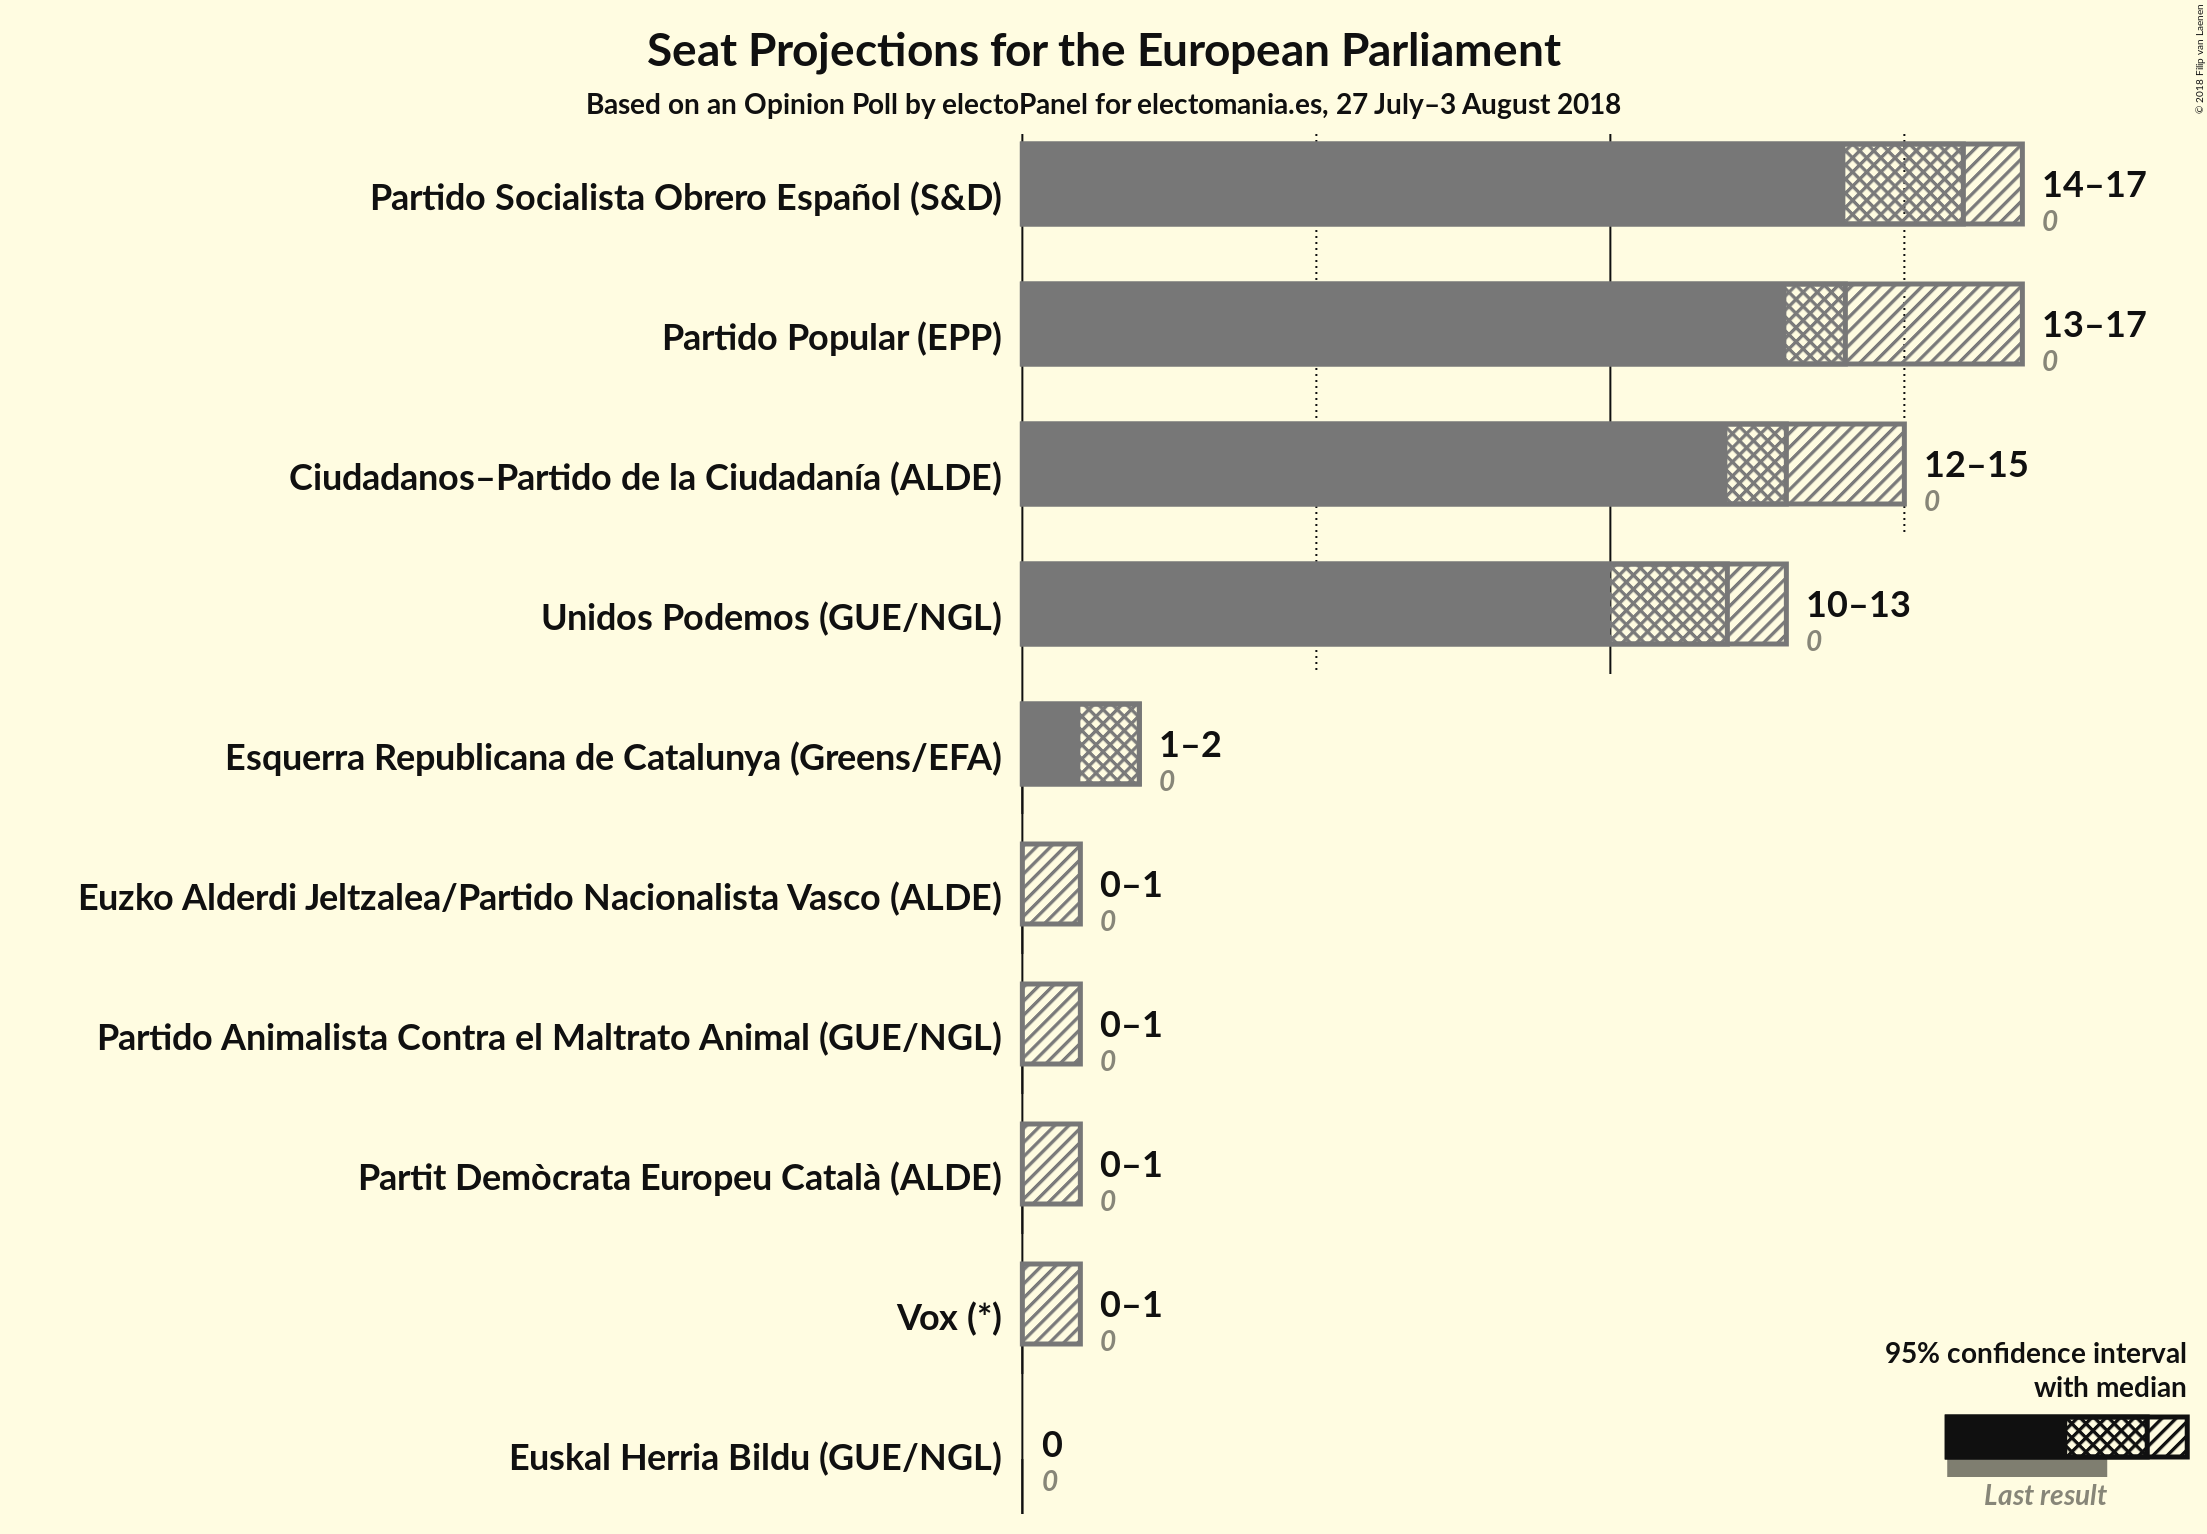 Seat Projections for the European Parliament
Based on an Opinion Poll by electoPanel for electomania.es, 27 July–3 August 2018
© 2018 Filip van Laenen
Partido Socialista Obrero Español (S&D)
14–17
0
Partido Popular (EPP)
13–17
0
Ciudadanos–Partido de la Ciudadanía (ALDE)
12–15
0
Unidos Podemos (GUE/NGL)
10–13
0
Esquerra Republicana de Catalunya (Greens/EFA)
1–2
0
Euzko Alderdi Jeltzalea/Partido Nacionalista Vasco (ALDE)
0–1
0
Partido Animalista Contra el Maltrato Animal (GUE/NGL)
0–1
0
Partit Demòcrata Europeu Català (ALDE)
0–1
0
Vox (*)
0–1
0
Euskal Herria Bildu (GUE/NGL)
0
0
95% confidence interval
with median
Last result